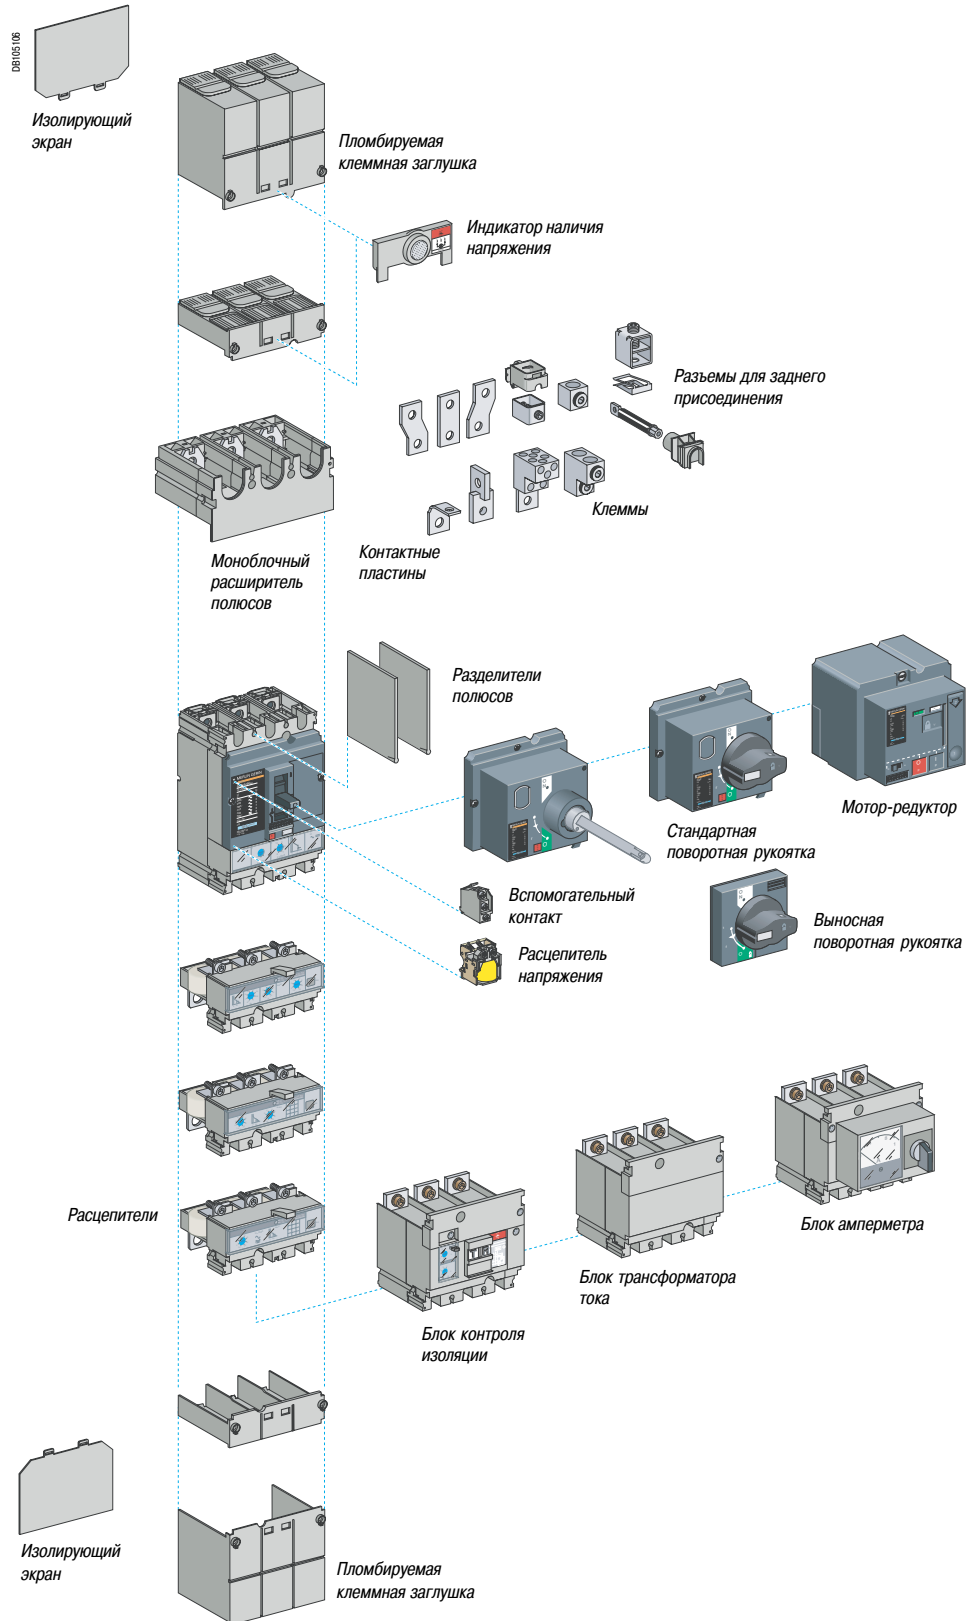 DB105106
Изолирующий
экран
Пломбируемая
клеммная заглушка
Индикатор наличия
напряжения
Разъемы для заднего
присоединения
Клеммы
Контактные
пластины
Моноблочный
расширитель
полюсов
Разделители
полюсов
Мотор-редуктор
Стандартная
поворотная рукоятка
Вспомогательный
контакт
Выносная
поворотная рукоятка
Расцепитель
напряжения
Расцепители
Блок амперметра
Блок трансформатора
тока
Блок контроля
изоляции
Изолирующий
экран
Пломбируемая
клеммная заглушка